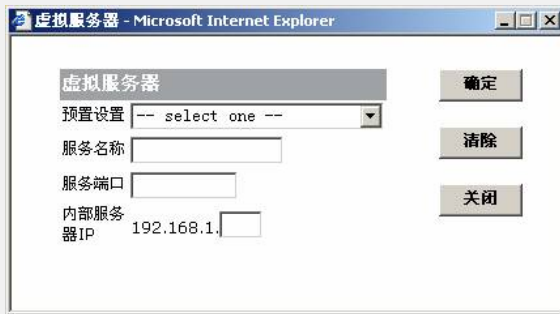 虚拟服务器 - Microsoft Internet Explorer
虚拟服务器
确定
预置设置 -- select one --
服务名称
清除
服务端口
关闭
内部服务
器IP 192.168.1.